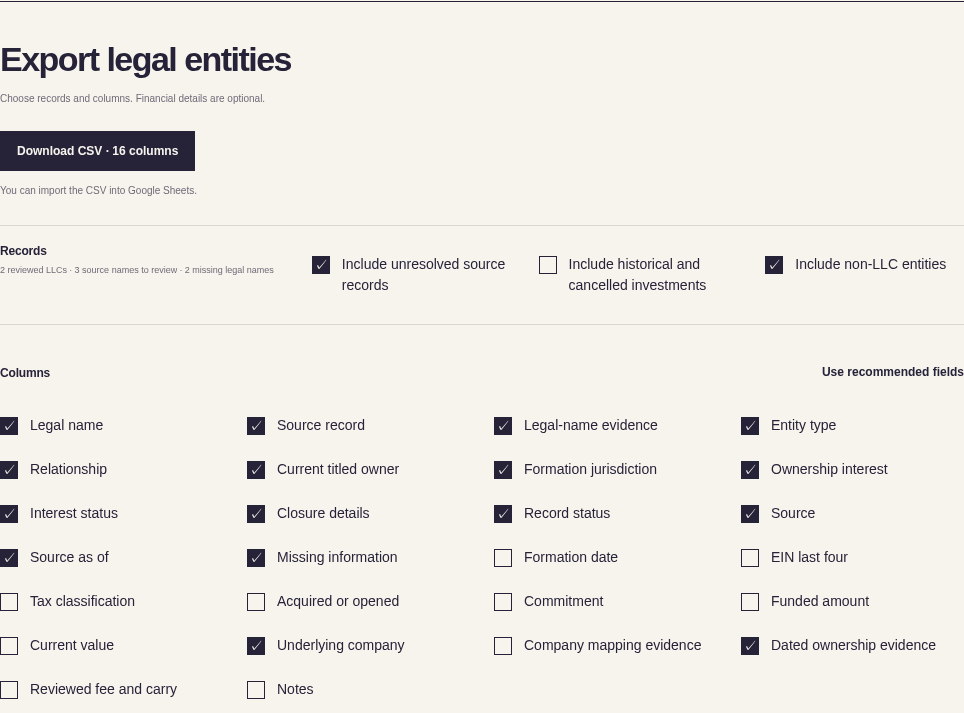 Export legal entities
Choose records and columns. Financial details are optional.
Download CSV · 16 columns
You can import the CSV into Google Sheets.
Records
2 reviewed LLCs · 3 source names to review · 2 missing legal names
Include unresolved source
records
Include historical and
cancelled investments
Include non-LLC entities
Columns
Use recommended fields
Legal name
Source record
Legal-name evidence
Entity type
Relationship
Current titled owner
Formation jurisdiction
Ownership interest
Interest status
Closure details
Record status
Source
Source as of
Missing information
Formation date
EIN last four
Tax classification
Acquired or opened
Commitment
Funded amount
Current value
Underlying company
Company mapping evidence
Dated ownership evidence
Reviewed fee and carry
Notes